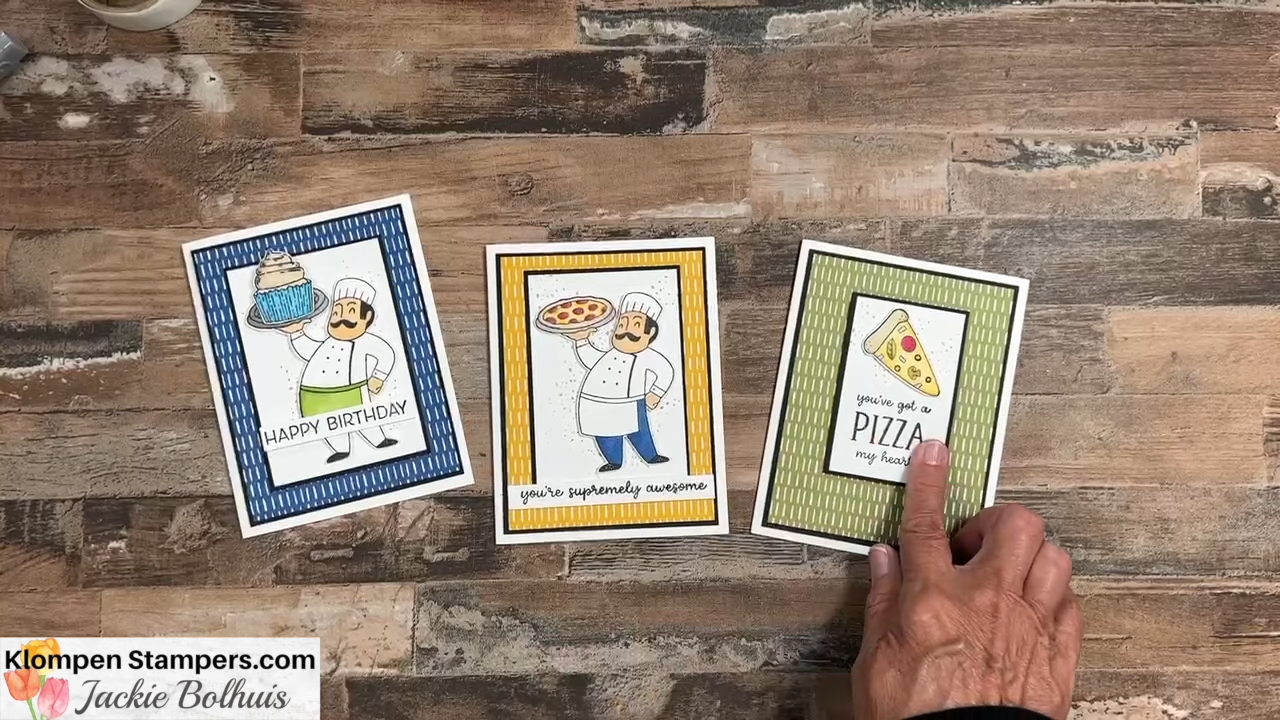 HAPPY BIRTHDAY
you're supremely awesome
you've got a
PIZZA
my heart
Klompen Stampers.com
Jackie Bolhuis